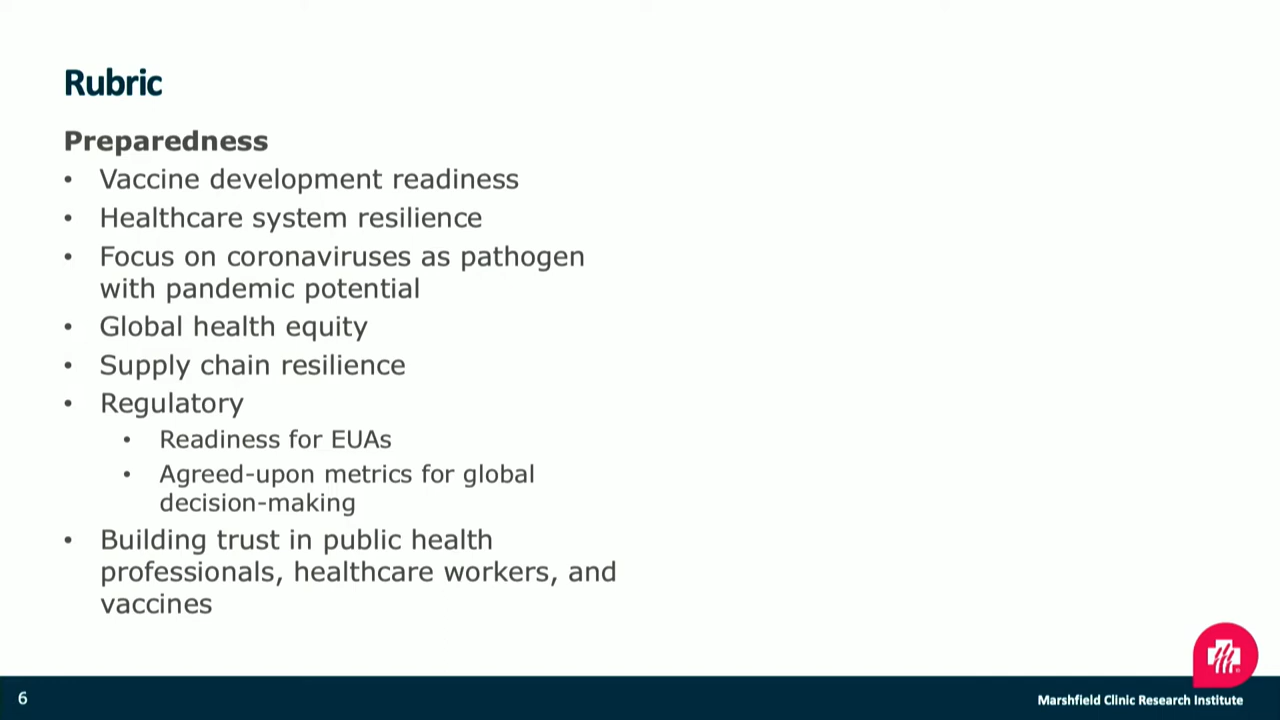 Rubric
Preparedness
• Vaccine development readiness
• Healthcare system resilience
• Focus on coronaviruses as pathogen
with pandemic potential
• Global health equity
• Supply chain resilience
• Regulatory
• Readiness for EUAs
• Agreed-upon metrics for global
decision-making
• Building trust in public health
professionals, healthcare workers, and
vaccines
6
Marshfield Clinic Research Institute